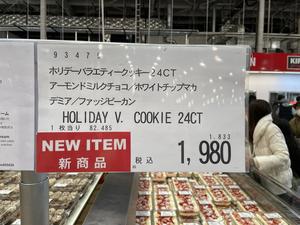 93471
ホリデーバラエティークッキー24CT
アーモンドミルクチョコ/ホワイトチップマカ
デミア/ファッジピーカン
HOLIDAY V. COOKIE 24CT
1枚当り 82.485
NEW ITEM
新商品
税込
1,833
1,980
KIR